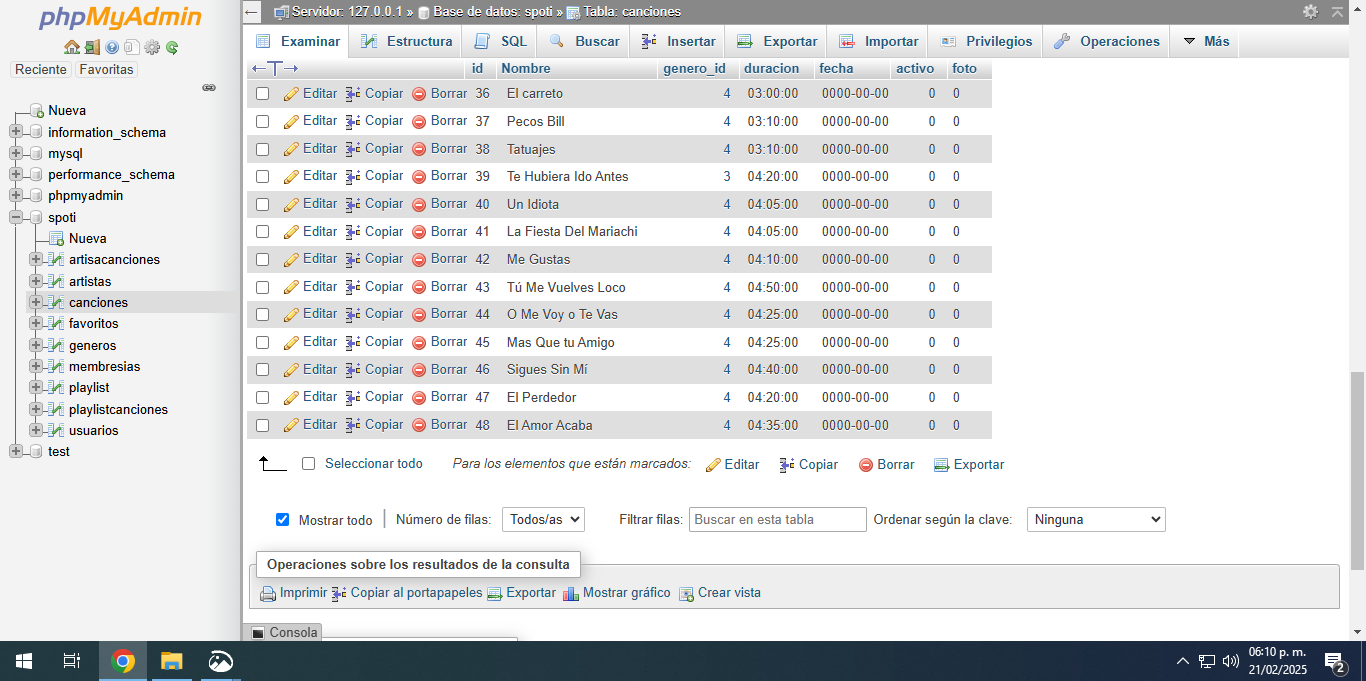 phpMyAdmin
Reciente Favoritas
Nueva
information_schema
mysql
performance_schema
phpmyadmin
spoti
Nueva
artisacanciones
artistas
canciones
favoritos
generos
membresias
playlist
playlistcanciones
usuarios
test
Servidor: 127.0.0.1 » Base de datos: spoti » Tabla: canciones
Examinar Estructura SQL Buscar Insertar Exportar Importar Privilegios Operaciones Más
←T→ id Nombre genero_id duracion fecha activo foto
Editar Copiar Borrar 36 El carreto 4 03:00:00 0000-00-00 0 0
Editar Copiar Borrar 37 Pecos Bill 4 03:10:00 0000-00-00 0 0
Editar Copiar Borrar 38 Tatuajes 4 03:10:00 0000-00-00 0 0
Editar Copiar Borrar 39 Te Hubiera Ido Antes 3 04:20:00 0000-00-00 0 0
Editar Copiar Borrar 40 Un Idiota 4 04:05:00 0000-00-00 0 0
Editar Copiar Borrar 41 La Fiesta Del Mariachi 4 04:05:00 0000-00-00 0 0
Editar Copiar Borrar 42 Me Gustas 4 04:10:00 0000-00-00 0 0
Editar Copiar Borrar 43 Tú Me Vuelves Loco 4 04:50:00 0000-00-00 0 0
Editar Copiar Borrar 44 O Me Voy o Te Vas 4 04:25:00 0000-00-00 0 0
Editar Copiar Borrar 45 Mas Que tu Amigo 4 04:25:00 0000-00-00 0 0
Editar Copiar Borrar 46 Sigues Sin Mí 4 04:40:00 0000-00-00 0 0
Editar Copiar Borrar 47 El Perdedor 4 04:20:00 0000-00-00 0 0
Editar Copiar Borrar 48 El Amor Acaba 4 04:35:00 0000-00-00 0 0
Seleccionar todo Para los elementos que están marcados: Editar Copiar Borrar Exportar
Mostrar todo Número de filas: Todos/as Filtrar filas: Buscar en esta tabla Ordenar según la clave: Ninguna
Operaciones sobre los resultados de la consulta
Imprimir Copiar al portapapeles Exportar Mostrar gráfico Crear vista
Consola
06:10 p. m.
21/02/2025
2